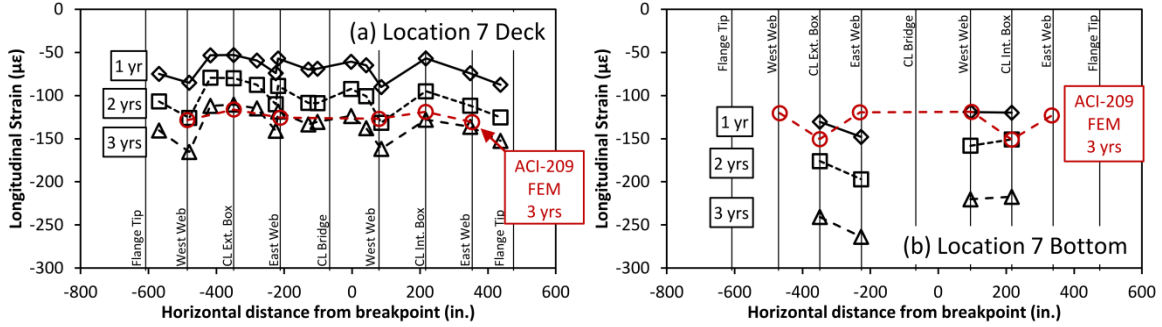 Longitudinal Strain (µε)
0
-50
-100
-150
-200
-250
-300
(a) Location 7 Deck
1 yr
2 yrs
3 yrs
ACI-209
FEM
3 yrs
Flange Tip
West Web
CL Ext. Box
East Web
CL Bridge
West Web
CL Int. Box
East Web
Flange Tip
-800 -600 -400 -200 0 200 400 600
Horizontal distance from breakpoint (in.)
Longitudinal Strain (µε)
0
-50
-100
-150
-200
-250
-300
Flange Tip
West Web
CL Ext. Box
East Web
CL Bridge
West Web
CL Int. Box
East Web
Flange Tip
1 yr
2 yrs
3 yrs
ACI-209
FEM
3 yrs
(b) Location 7 Bottom
-800 -600 -400 -200 0 200 400 600
Horizontal distance from breakpoint (in.)